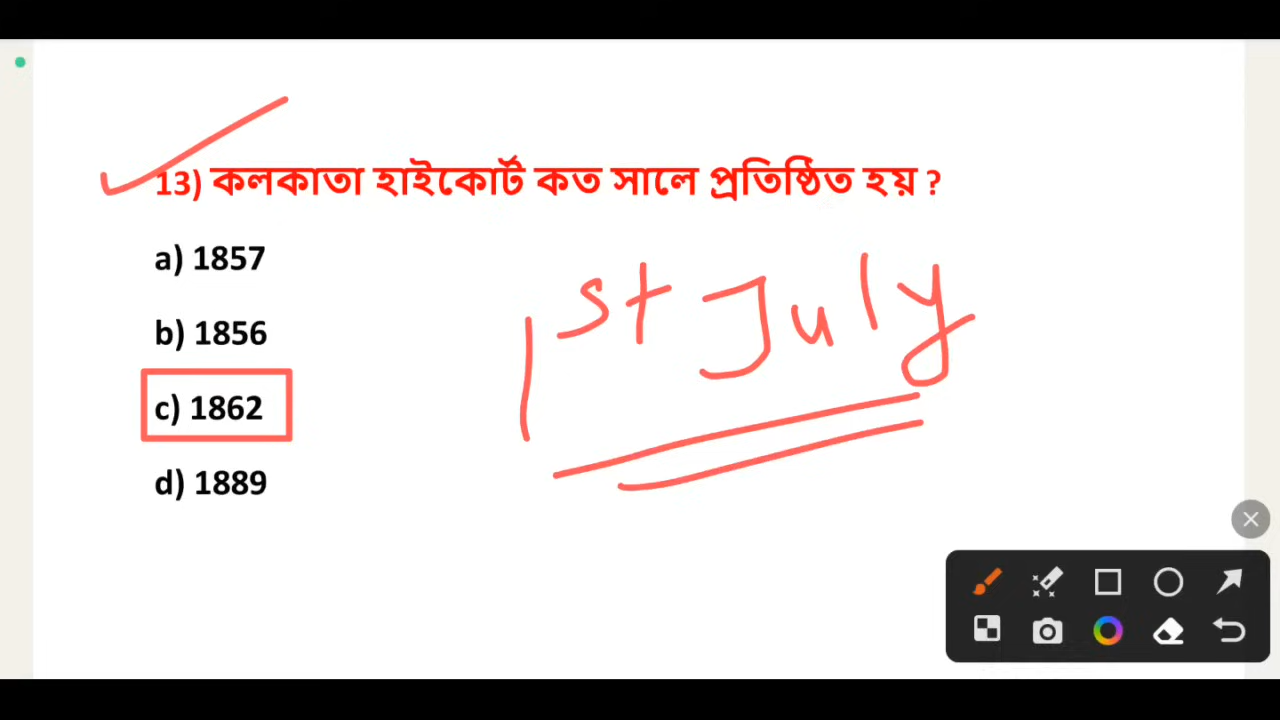 13) কলকাতা হাইকোর্ট কত সালে প্রতিষ্ঠিত হয় ?
a) 1857
b) 1856
c) 1862
d) 1889
1st July